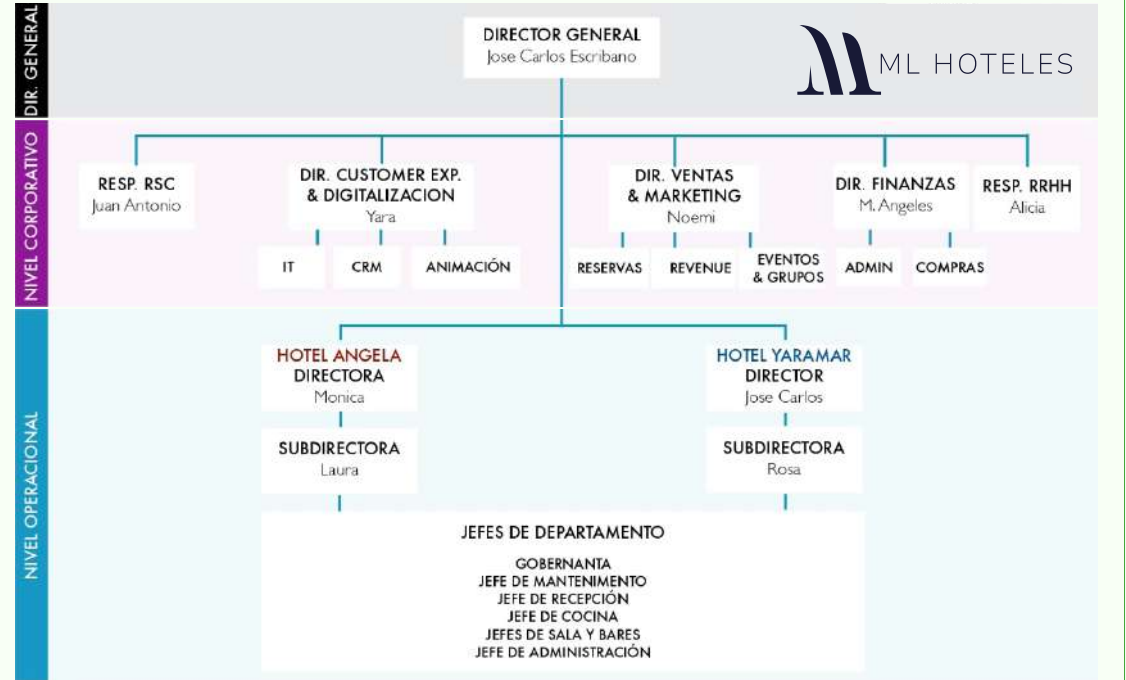 DIR. GENERAL
DIRECTOR GENERAL
Jose Carlos Escribano
ML HOTELES
NIVEL CORPORATIVO
RESP. RSC
Juan Antonio
DIR. CUSTOMER EXP.
& DIGITALIZACION
Yara
DIR. VENTAS
& MARKETING
Noemi
DIR. FINANZAS
M. Angeles
RESP. RRHH
Alicia
IT
CRM
ANIMACIÓN
RESERVAS
REVENUE
EVENTOS
& GRUPOS
ADMIN
COMPRAS
NIVEL OPERACIONAL
HOTEL ANGELA
DIRECTORA
Monica
HOTEL YARAMAR
DIRECTOR
Jose Carlos
SUBDIRECTORA
Laura
SUBDIRECTORA
Rosa
JEFES DE DEPARTAMENTO
GOBERNANTA
JEFE DE MANTENIMENTO
JEFE DE RECEPCIÓN
JEFE DE COCINA
JEFES DE SALA Y BARES
JEFE DE ADMINISTRACIÓN